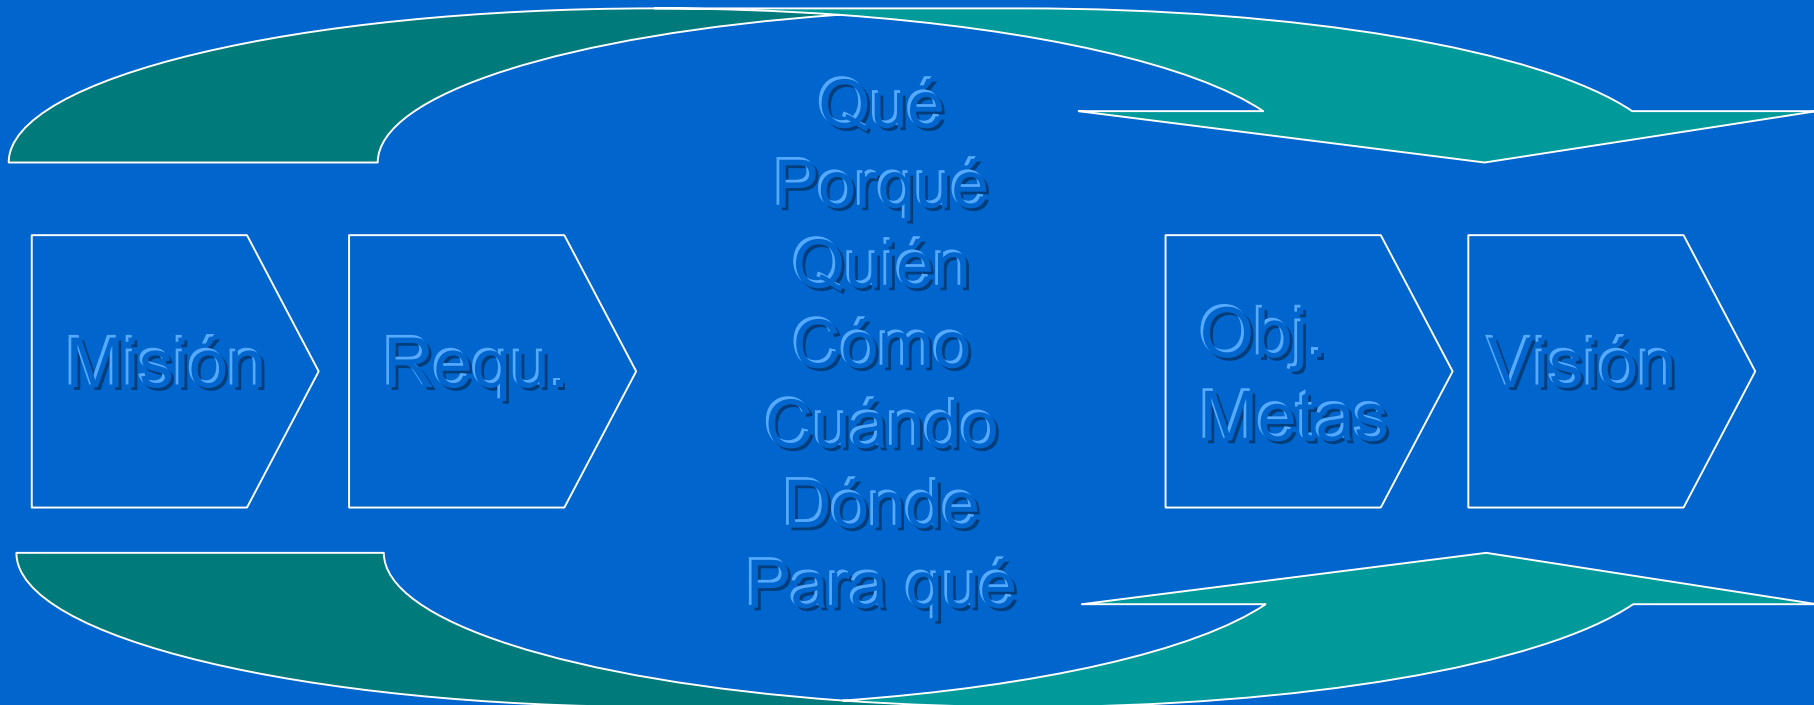 Misión
Requ.
Qué
Porqué
Quién
Cómo
Cuándo
Dónde
Para qué
Obj.
Metas
Visión